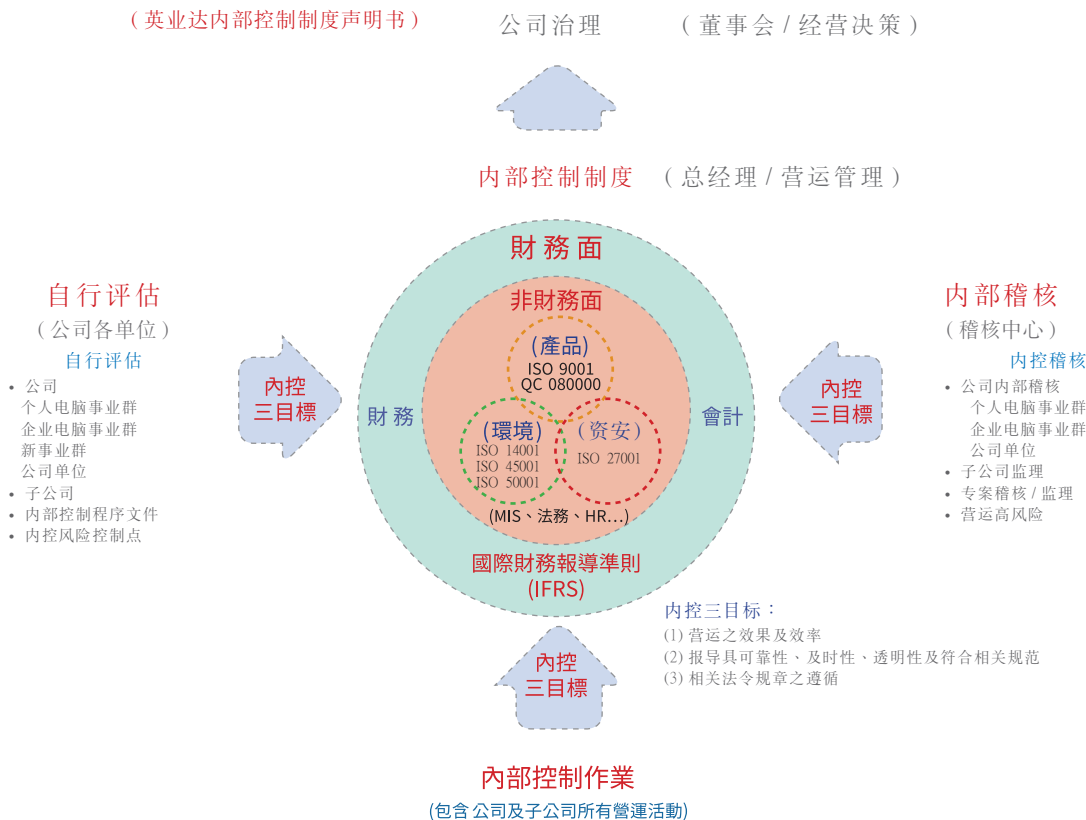 （英业达内部控制制度声明书）
公司治理 （董事会 / 经营决策）
内部控制制度 （总经理 / 营运管理）
財務面
非財務面
(產品)
ISO 9001
QC 080000
財務
會計
(環境)
ISO 14001
ISO 45001
ISO 50001
（资安）
ISO 27001
(MIS、法務、HR...)
國際財務報導準則
(IFRS)
自行评估
（公司各单位）
自行评估
• 公司
个人电脑事业群
企业电脑事业群
新事业群
公司单位
• 子公司
• 内部控制程序文件
• 内控风险控制点
內控
三目標
內控
三目標
内部稽核
（稽核中心）
内控稽核
• 公司内部稽核
个人电脑事业群
企业电脑事业群
公司单位
• 子公司监理
• 专案稽核 / 监理
• 营运高风险
内控三目标：
(1) 营运之效果及效率
(2) 报导具可靠性、及时性、透明性及符合相关规范
(3) 相关法令规章之遵循
內控
三目標
內部控制作業
(包含公司及子公司所有營運活動)